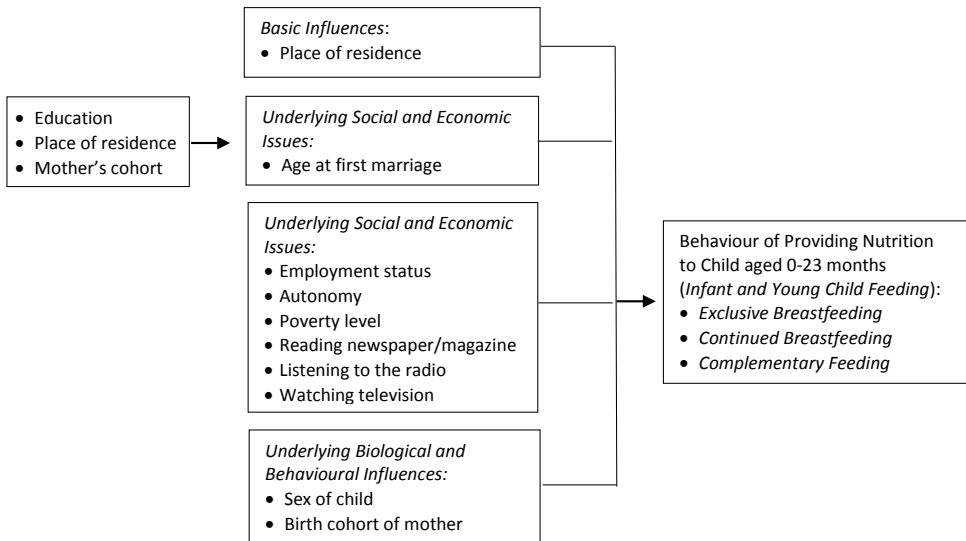 Basic Influences:
• Place of residence
• Education
• Place of residence
• Mother's cohort
Underlying Social and Economic
Issues:
• Age at first marriage
Underlying Social and Economic
Issues:
• Employment status
• Autonomy
• Poverty level
• Reading newspaper/magazine
• Listening to the radio
• Watching television
Underlying Biological and
Behavioural Influences:
• Sex of child
• Birth cohort of mother
Behaviour of Providing Nutrition
to Child aged 0-23 months
(Infant and Young Child Feeding):
• Exclusive Breastfeeding
• Continued Breastfeeding
• Complementary Feeding